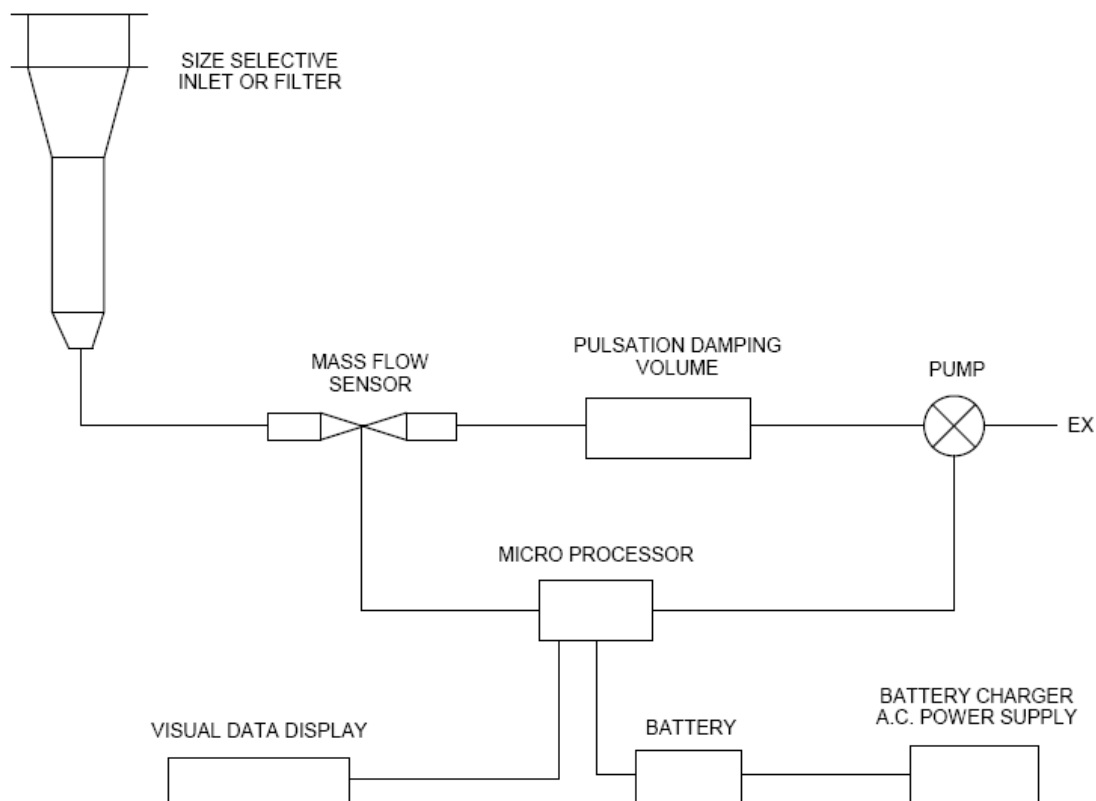 SIZE SELECTIVE
INLET OR FILTER
MASS FLOW
SENSOR
PULSATION DAMPING
VOLUME
PUMP
EX
MICRO PROCESSOR
VISUAL DATA DISPLAY
BATTERY
BATTERY CHARGER
A.C. POWER SUPPLY